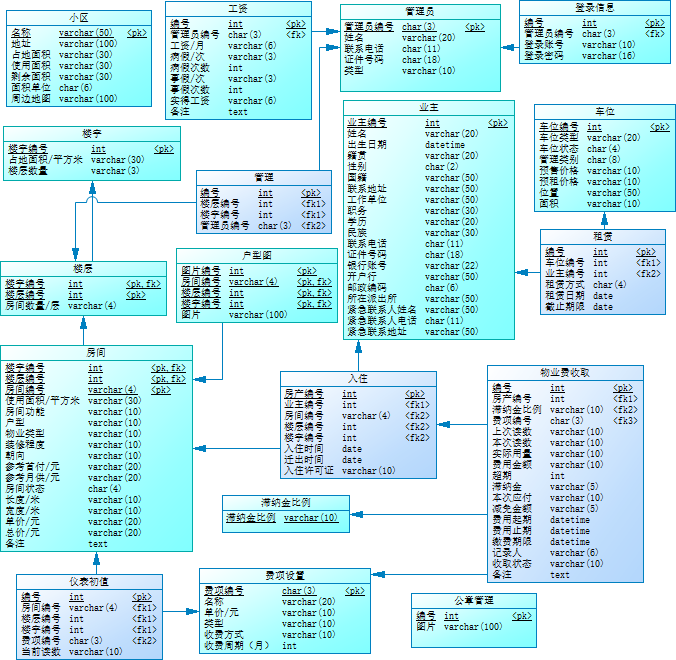 小区
名称 varchar(50) <pk>
地址 varchar(100)
占地面积 varchar(30)
使用面积 varchar(30)
剩余面积 varchar(30)
面积单位 char(6)
周边地图 varchar(100)
工资
编号 int <pk>
管理员编号 char(3) <fk>
工资/月 varchar(6)
病假/次 varchar(3)
病假次数 int
事假/次 varchar(3)
事假次数 int
实得工资 varchar(6)
备注 text
管理员
管理员编号 char(3) <pk>
姓名 varchar(20)
联系电话 char(11)
证件号码 char(18)
类型 varchar(10)
登录信息
编号 int <pk>
管理员编号 char(3) <fk>
登录账号 varchar(10)
登录密码 varchar(16)
楼宇
楼宇编号 int <pk>
占地面积/平方米 varchar(30)
楼层数量 varchar(3)
管理
编号 int <pk>
楼层编号 int <fk1>
楼宇编号 int <fk1>
管理员编号 char(3) <fk2>
业主
业主编号 int <pk>
姓名 varchar(20)
出生日期 datetime
籍贯 varchar(20)
性别 char(2)
国籍 varchar(50)
联系地址 varchar(50)
工作单位 varchar(50)
职务 varchar(30)
学历 varchar(20)
民族 varchar(30)
联系电话 char(11)
证件号码 char(18)
银行账号 varchar(22)
开户行 varchar(50)
邮政编码 char(6)
所在派出所 varchar(50)
紧急联系人姓名 varchar(50)
紧急联系人电话 char(11)
紧急联系地址 varchar(50)
车位
车位编号 int <pk>
车位类型 varchar(20)
车位状态 char(4)
管理类别 char(8)
预售价格 varchar(10)
预租价格 varchar(10)
位置 varchar(50)
面积 varchar(10)
租赁
编号 int <pk>
车位编号 int <fk1>
业主编号 int <fk2>
租赁方式 char(4)
租赁日期 date
截止期限 date
楼层
楼宇编号 int <pk,fk>
楼层编号 int <pk>
房间数量/层 varchar(4)
户型图
图片编号 int <pk>
房间编号 varchar(4) <pk,fk>
楼层编号 int <pk,fk>
楼宇编号 int <pk,fk>
图片 varchar(100)
房间
楼宇编号 int <pk,fk>
楼层编号 int <pk,fk>
房间编号 varchar(4) <pk>
使用面积/平方米 varchar(30)
房间功能 varchar(10)
户型 varchar(10)
物业类型 varchar(10)
装修程度 varchar(10)
朝向 varchar(10)
参考首付/元 varchar(20)
参考月供/元 varchar(20)
房间状态 char(4)
长度/米 varchar(10)
宽度/米 varchar(10)
单价/元 varchar(20)
总价/元 varchar(20)
备注 text
入住
房产编号 int <pk>
业主编号 int <fk1>
房间编号 varchar(4) <fk2>
楼层编号 int <fk2>
楼宇编号 int <fk2>
入住时间 date
迁出时间 date
入住许可证 varchar(10)
物业费收取
编号 int <pk>
房产编号 int <fk1>
滞纳金比例 varchar(10) <fk2>
费项编号 char(3) <fk3>
上次读数 varchar(10)
本次读数 varchar(10)
实际用量 varchar(10)
费用金额 varchar(10)
超期 int
滞纳金 varchar(5)
本次应付 varchar(10)
减免金额 varchar(5)
费用起期 datetime
费用止期 datetime
缴费期限 datetime
记录人 varchar(6)
收取状态 varchar(10)
备注 text
滞纳金比例
滞纳金比例 varchar(10)
仪表初值
编号 int <pk>
房间编号 varchar(4) <fk1>
楼层编号 int <fk1>
楼宇编号 int <fk1>
费项编号 char(3) <fk2>
当前读数 varchar(10)
费项设置
费项编号 char(3) <pk>
名称 varchar(20)
单价/元 varchar(10)
类型 varchar(10)
收费方式 varchar(10)
收费周期（月） int
公章管理
编号 int <pk>
图片 varchar(100)